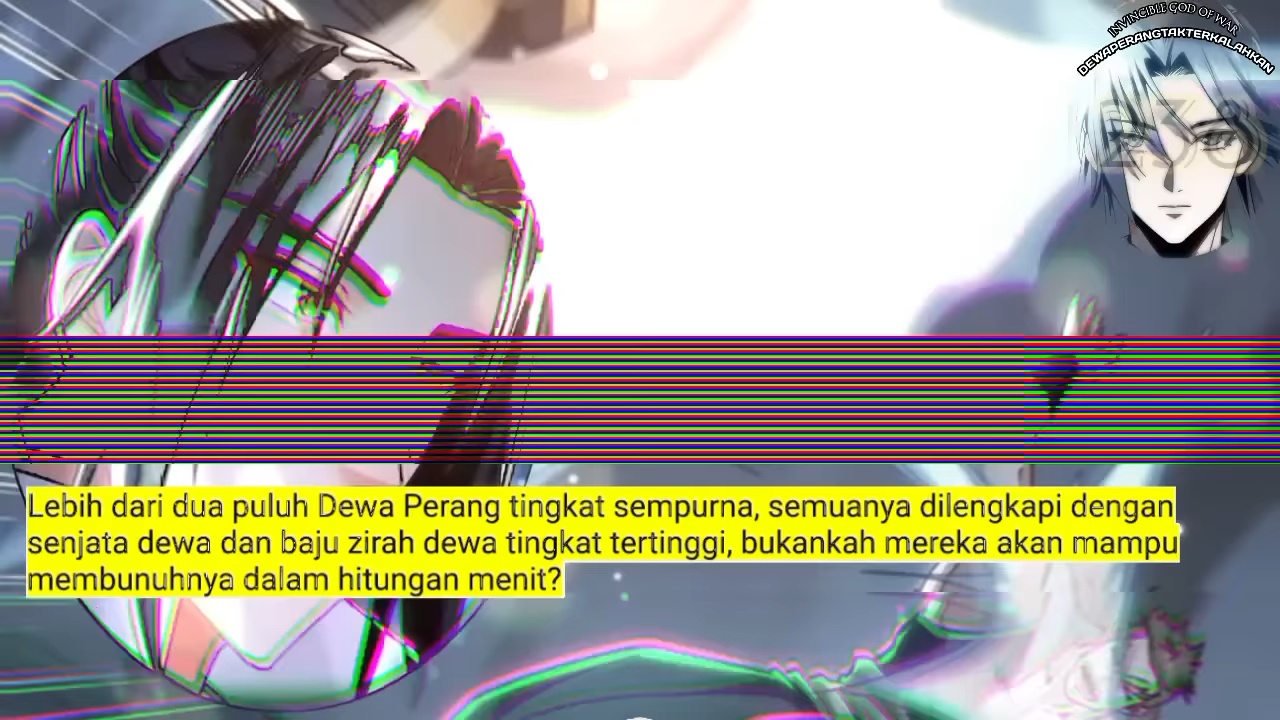 INVINCIBLE GOD OF WAR
DEWAPERANGTAKTERKALAHKAN
238
Lebih dari dua puluh Dewa Perang tingkat sempurna, semuanya dilengkapi dengan
senjata dewa dan baju zirah dewa tingkat tertinggi, bukankah mereka akan mampu
membunuhnya dalam hitungan menit?